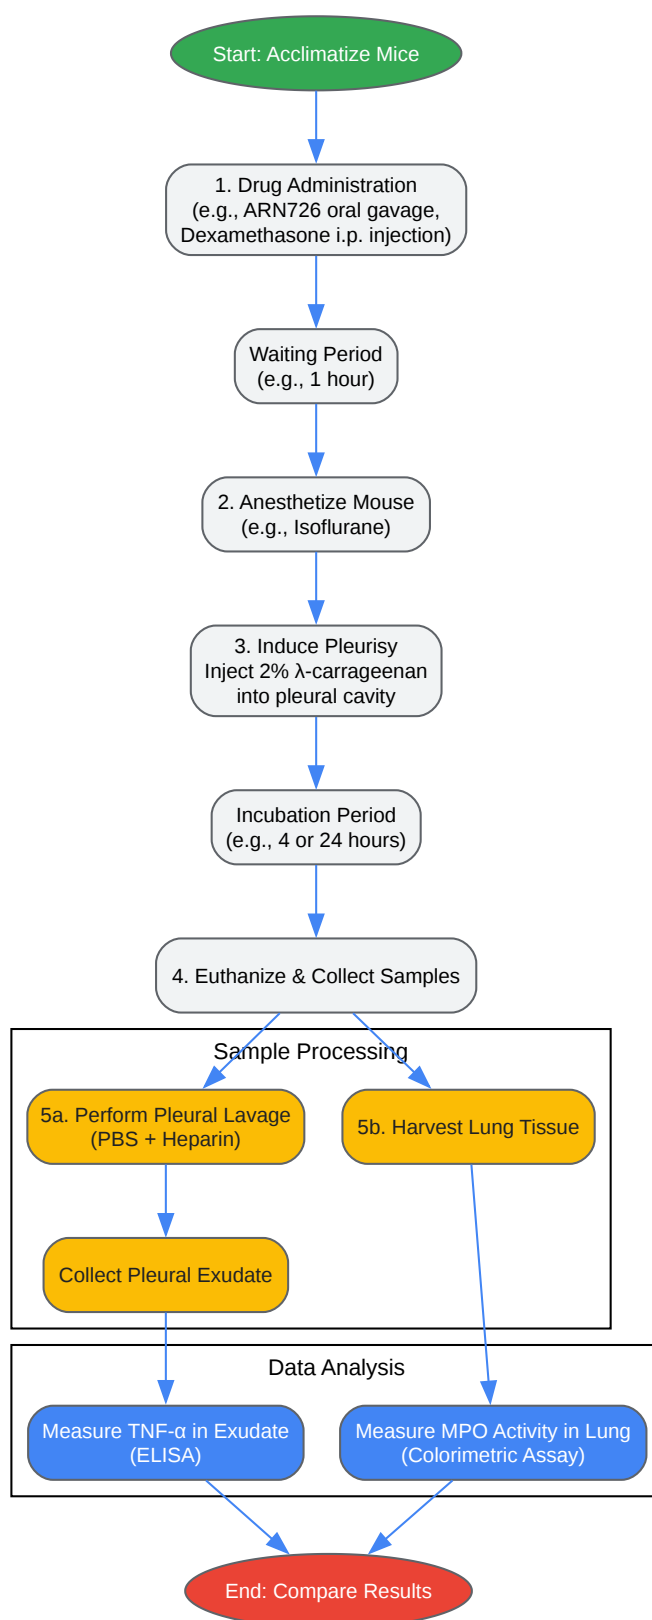 Start: Acclimatize Mice
1. Drug Administration
(e.g., ARN726 oral gavage,
Dexamethasone i.p. injection)
Waiting Period
(e.g., 1 hour)
2. Anesthetize Mouse
(e.g., Isoflurane)
3. Induce Pleurisy
Inject 2% λ-carrageenan
into pleural cavity
Incubation Period
(e.g., 4 or 24 hours)
4. Euthanize & Collect Samples
Sample Processing
5a. Perform Pleural Lavage
(PBS + Heparin)
5b. Harvest Lung Tissue
Collect Pleural Exudate
Data Analysis
Measure TNF-α in Exudate
(ELISA)
Measure MPO Activity in Lung
(Colorimetric Assay)
End: Compare Results